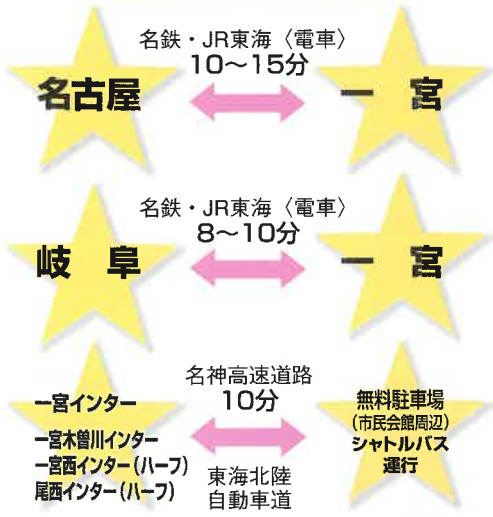 名鉄・JR東海〈電車〉
10～15分
名古屋
一 宮
名鉄・JR東海〈電車〉
8～10分
岐 阜
一 宮
名神高速道路
10分
一宮インター
一宮木曽川インター
一宮西インター(ハーフ)
尾西インター(ハーフ)
東海北陸
自動車道
無料駐車場
(市民会館周辺)
シャトルバス
運行